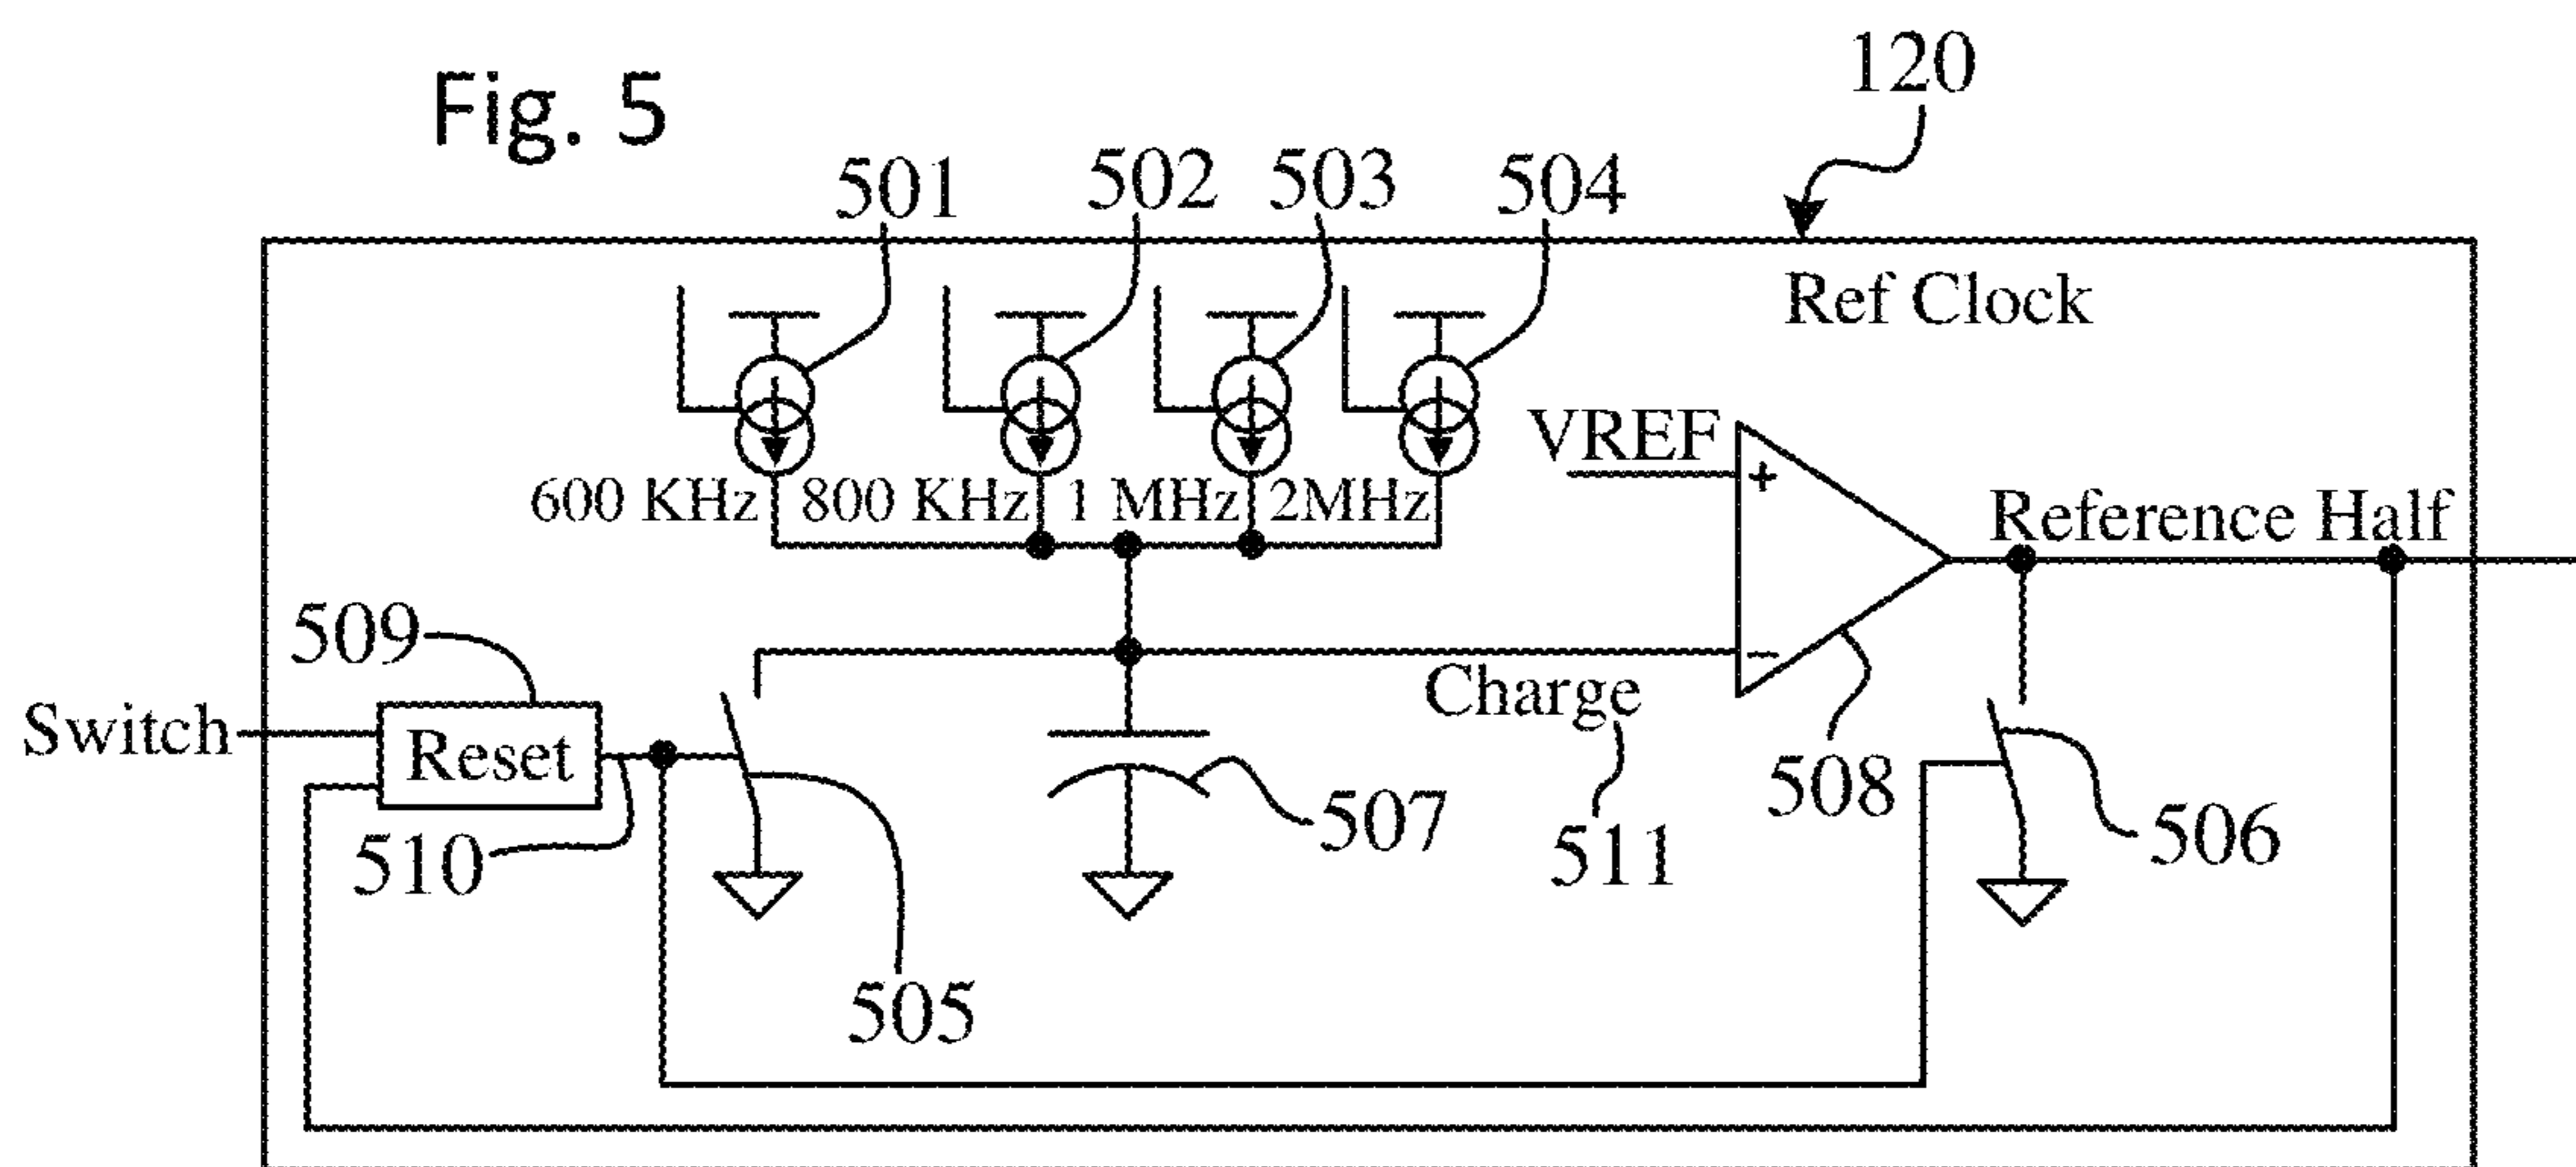 Fig. 5
120
501
502
503
504
Ref Clock
600 KHz
800 KHz
1 MHz
2MHz
VREF
+
Reference Half
509
Switch
Reset
−
Charge
510
507
511
508
506
505